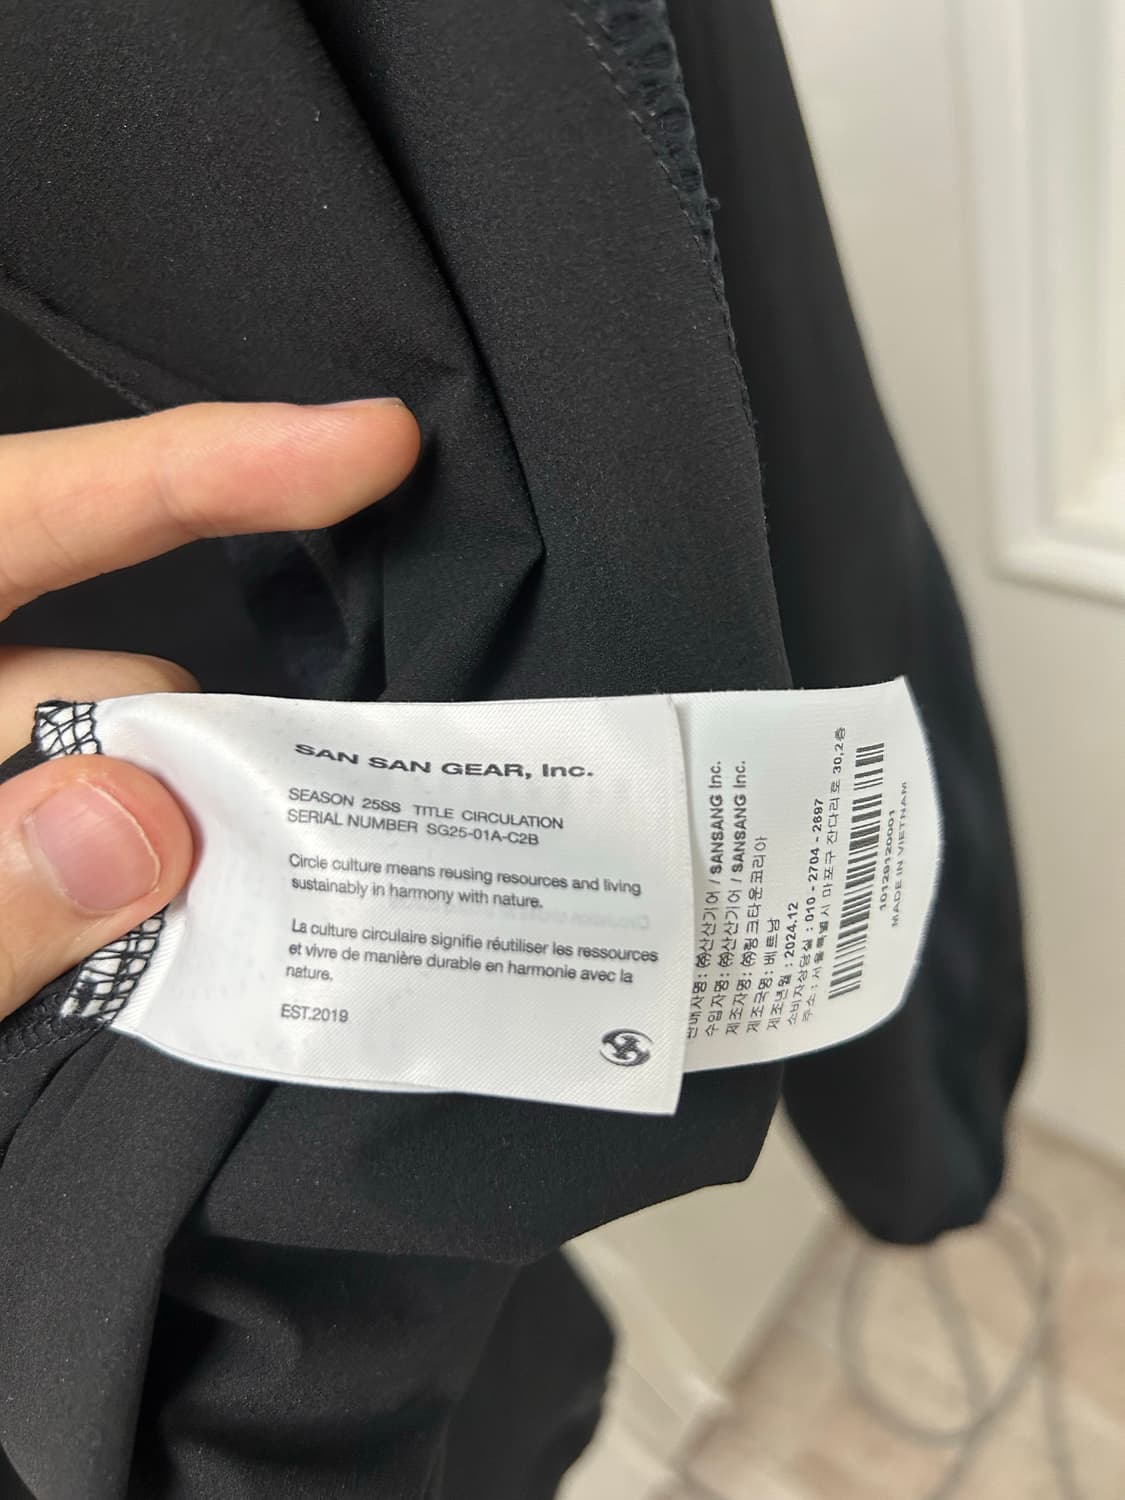 SAN SAN GEAR, Inc.
SEASON 25SS TITLE CIRCULATION
SERIAL NUMBER SG25-01A-C2B
Circle culture means reusing resources and living
sustainably in harmony with nature.
La culture circulaire signifie réutiliser les ressources
et vivre de manière durable en harmonie avec la
nature.
EST.2019
판매자명 : ㈜산산기어 / SANSANG Inc.
수입자명 : ㈜산산기어 / SANSANG Inc.
제조자명 : ㈜링크타운코리아
제조국명 : 베트남
제조년월 : 2024.12
소비자상담실 : 010 - 2704 - 2697
주소 : 서울특별시 마포구 잔다리로 30, 2층
10129120001
MADE IN VIETNAM